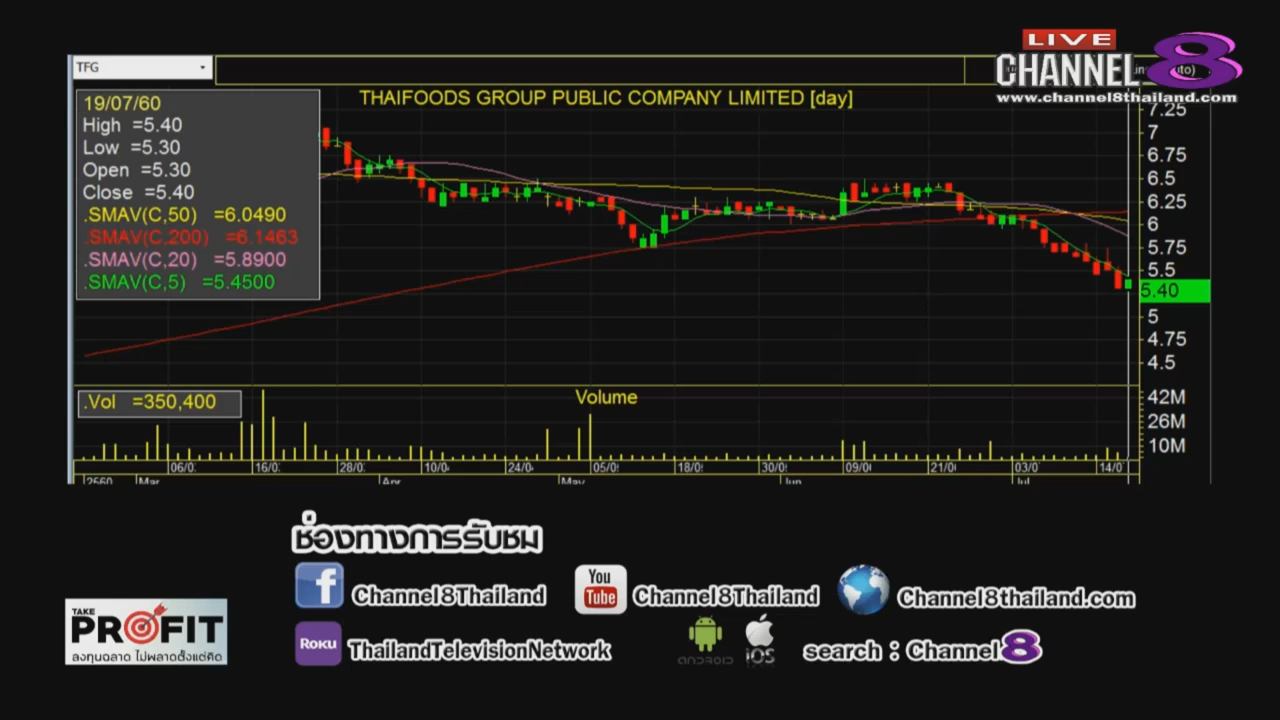 TFG
LIVE
CHANNEL 8
www.channel8thailand.com
THAIFOODS GROUP PUBLIC COMPANY LIMITED [day]
19/07/60
High =5.40
Low =5.30
Open =5.30
Close =5.40
.SMAV(C,50) =6.0490
.SMAV(C,200) =6.1463
.SMAV(C,20) =5.8900
.SMAV(C,5) =5.4500
7.25
7
6.75
6.5
6.25
6
5.75
5.5
5.40
5
4.75
4.5
.Vol =350,400
Volume
42M
26M
10M
06/0 16/0 28/0 10/0 24/0 05/0 18/0 30/0 09/0 21/0 03/0 14/0
2560 Mar Apr May Jun Jul
ช่องทางการรับชม
f Channel8Thailand You Tube Channel8Thailand Channel8thailand.com
TAKE PROFIT
ลงทุนฉลาด ไม่พลาดตั้งแต่คิด
Roku ThailandTelevisionNetwork ANDROID iOS search : Channel 8